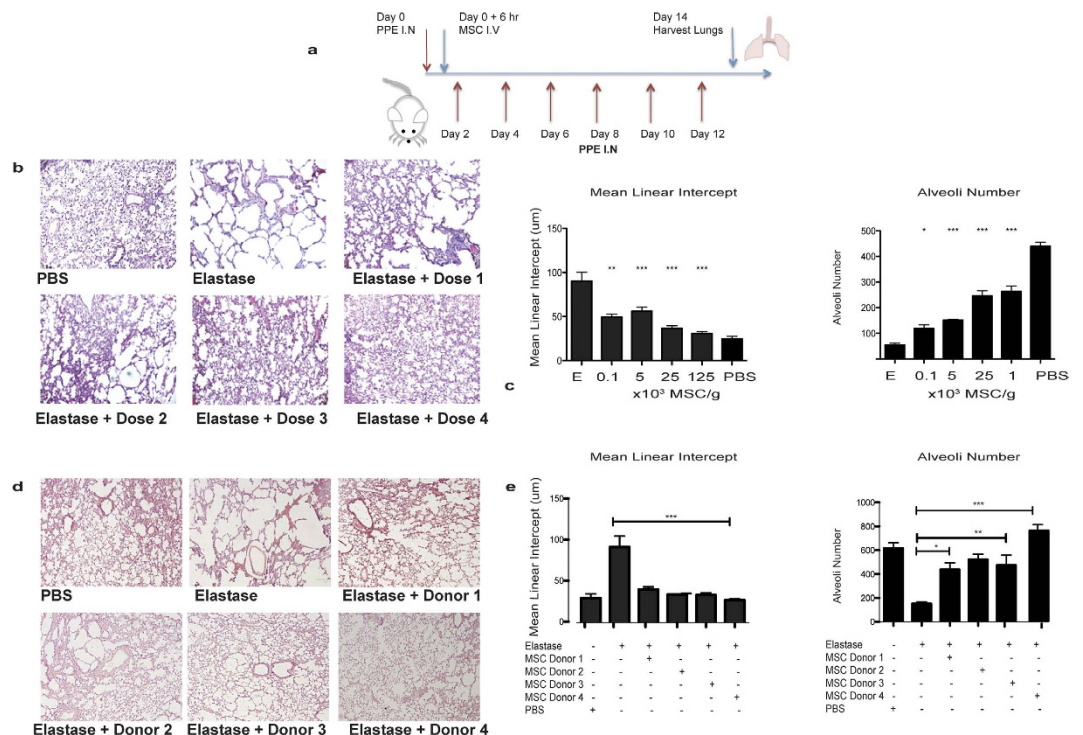 a
Day 0
PPE I.N
Day 0 + 6 hr
MSC I.V
Day 14
Harvest Lungs
Day 2 Day 4 Day 6 Day 8 Day 10 Day 12
PPE I.N
b
PBS Elastase Elastase + Dose 1
Elastase + Dose 2 Elastase + Dose 3 Elastase + Dose 4
c
Mean Linear Intercept
Mean Linear Intercept (um)
150
100
50
0
** *** *** ***
E 0.1 5 25 125 PBS
x10³ MSC/g
Alveoli Number
Alveoli Number
500
400
300
200
100
* *** *** ***
E 0.1 5 25 1 PBS
x10³ MSC/g
d
PBS Elastase Elastase + Donor 1
Elastase + Donor 2 Elastase + Donor 3 Elastase + Donor 4
e
Mean Linear Intercept
Mean Linear Intercept (um)
150
100
50
0
***
Elastase - + + + + +
MSC Donor 1 - - + - - -
MSC Donor 2 - - - + - -
MSC Donor 3 - - - - + -
MSC Donor 4 - - - - - +
PBS + - - - - -
Alveoli Number
Alveoli Number
1000
800
600
400
200
0
***
**
*
Elastase - + + + + +
MSC Donor 1 - - + - - -
MSC Donor 2 - - - + - -
MSC Donor 3 - - - - + -
MSC Donor 4 - - - - - +
PBS + - - - - -